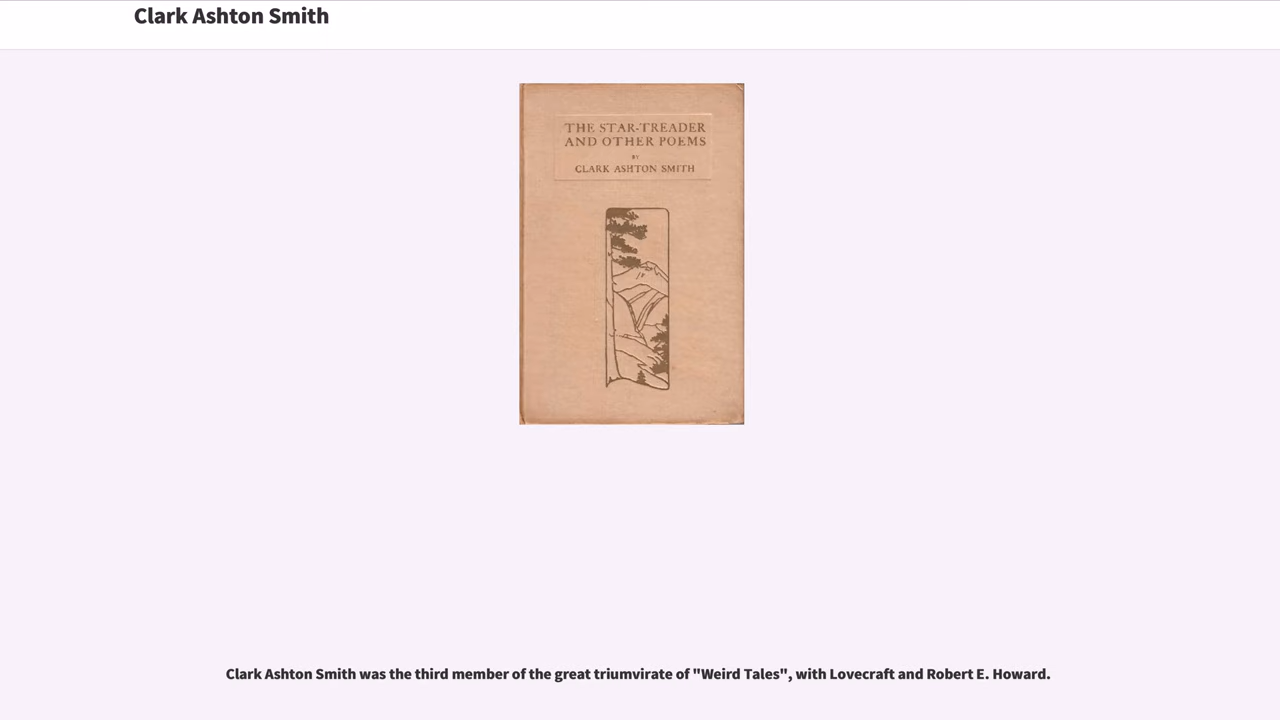 Clark Ashton Smith
THE STAR-TREADER
AND OTHER POEMS
BY
CLARK ASHTON SMITH
Clark Ashton Smith was the third member of the great triumvirate of "Weird Tales", with Lovecraft and Robert E. Howard.